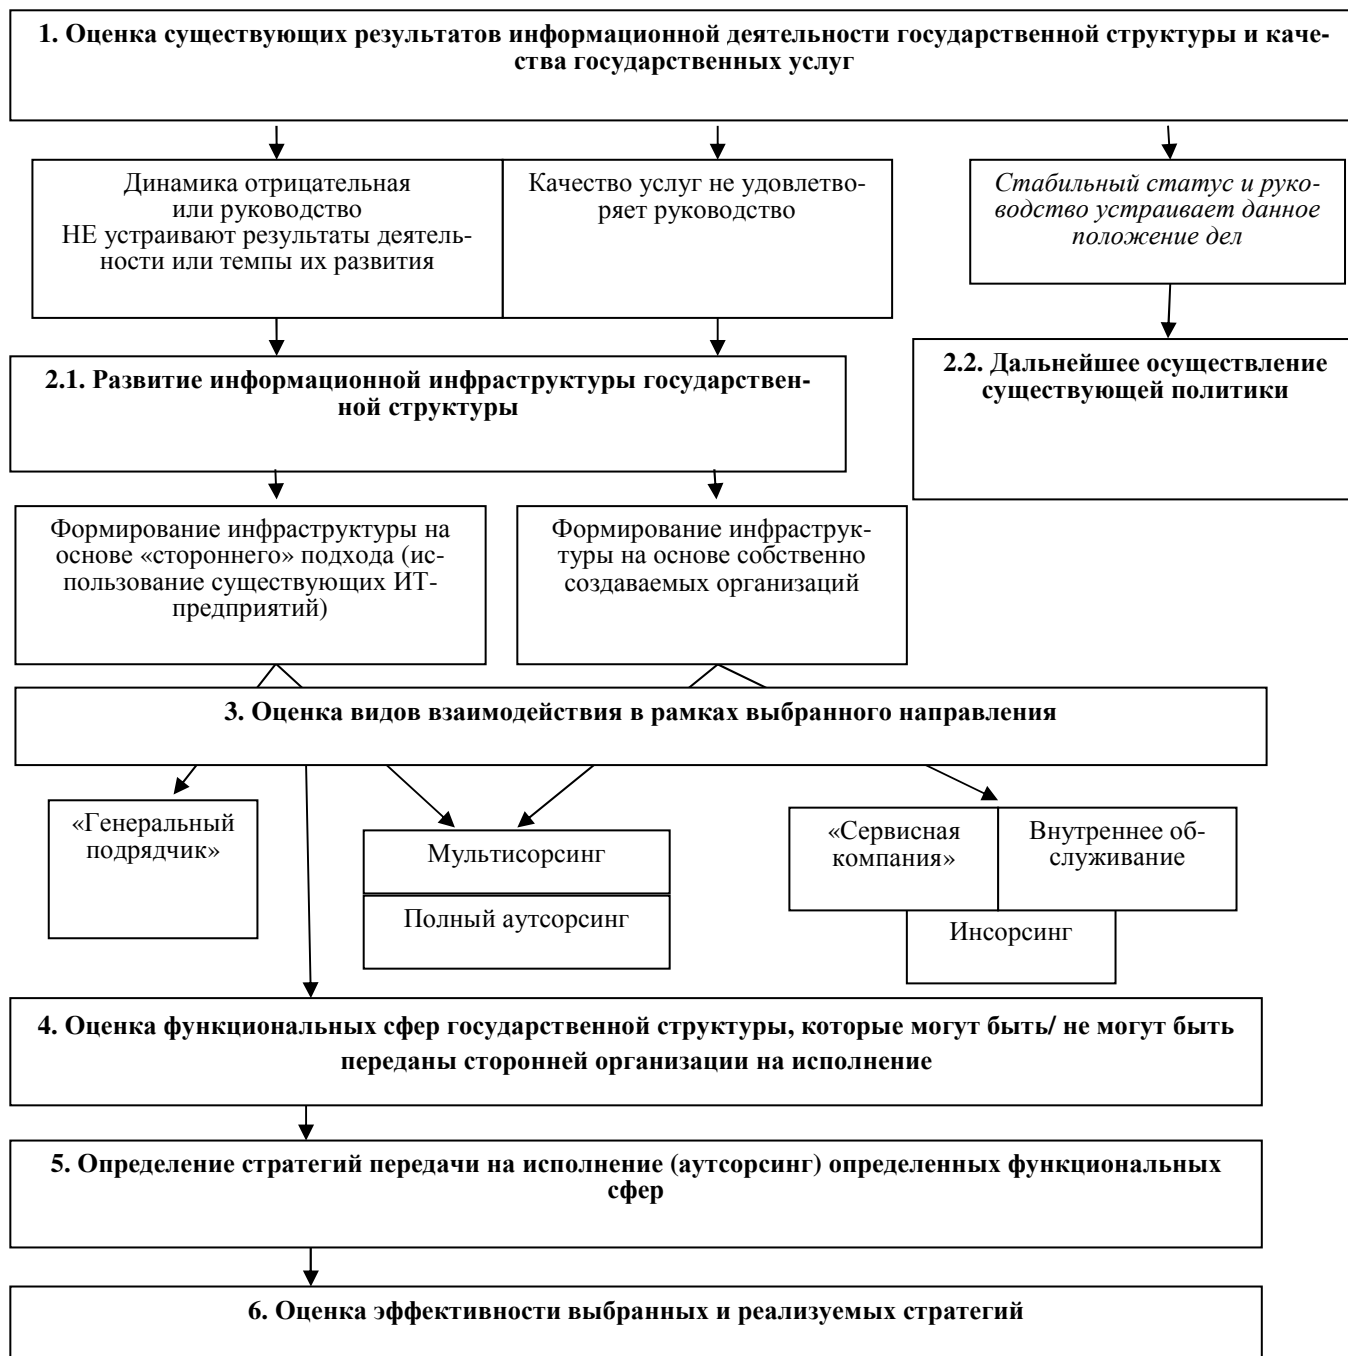 1. Оценка существующих результатов информационной деятельности государственной структуры и каче-
ства государственных услуг
Динамика отрицательная
или руководство
НЕ устраивают результаты деятель-
ности или темпы их развития
Качество услуг не удовлетво-
ряет руководство
Стабильный статус и руко-
водство устраивает данное
положение дел
2.1. Развитие информационной инфраструктуры государствен-
ной структуры
2.2. Дальнейшее осуществление
существующей политики
Формирование инфраструктуры на
основе «стороннего» подхода (ис-
пользование существующих ИТ-
предприятий)
Формирование инфраструк-
туры на основе собственно
создаваемых организаций
3. Оценка видов взаимодействия в рамках выбранного направления
«Генеральный
подрядчик»
Мультисорсинг
Полный аутсорсинг
«Сервисная
компания»
Внутреннее об-
служивание
Инсорсинг
4. Оценка функциональных сфер государственной структуры, которые могут быть/ не могут быть
переданы сторонней организации на исполнение
5. Определение стратегий передачи на исполнение (аутсорсинг) определенных функциональных
сфер
6. Оценка эффективности выбранных и реализуемых стратегий